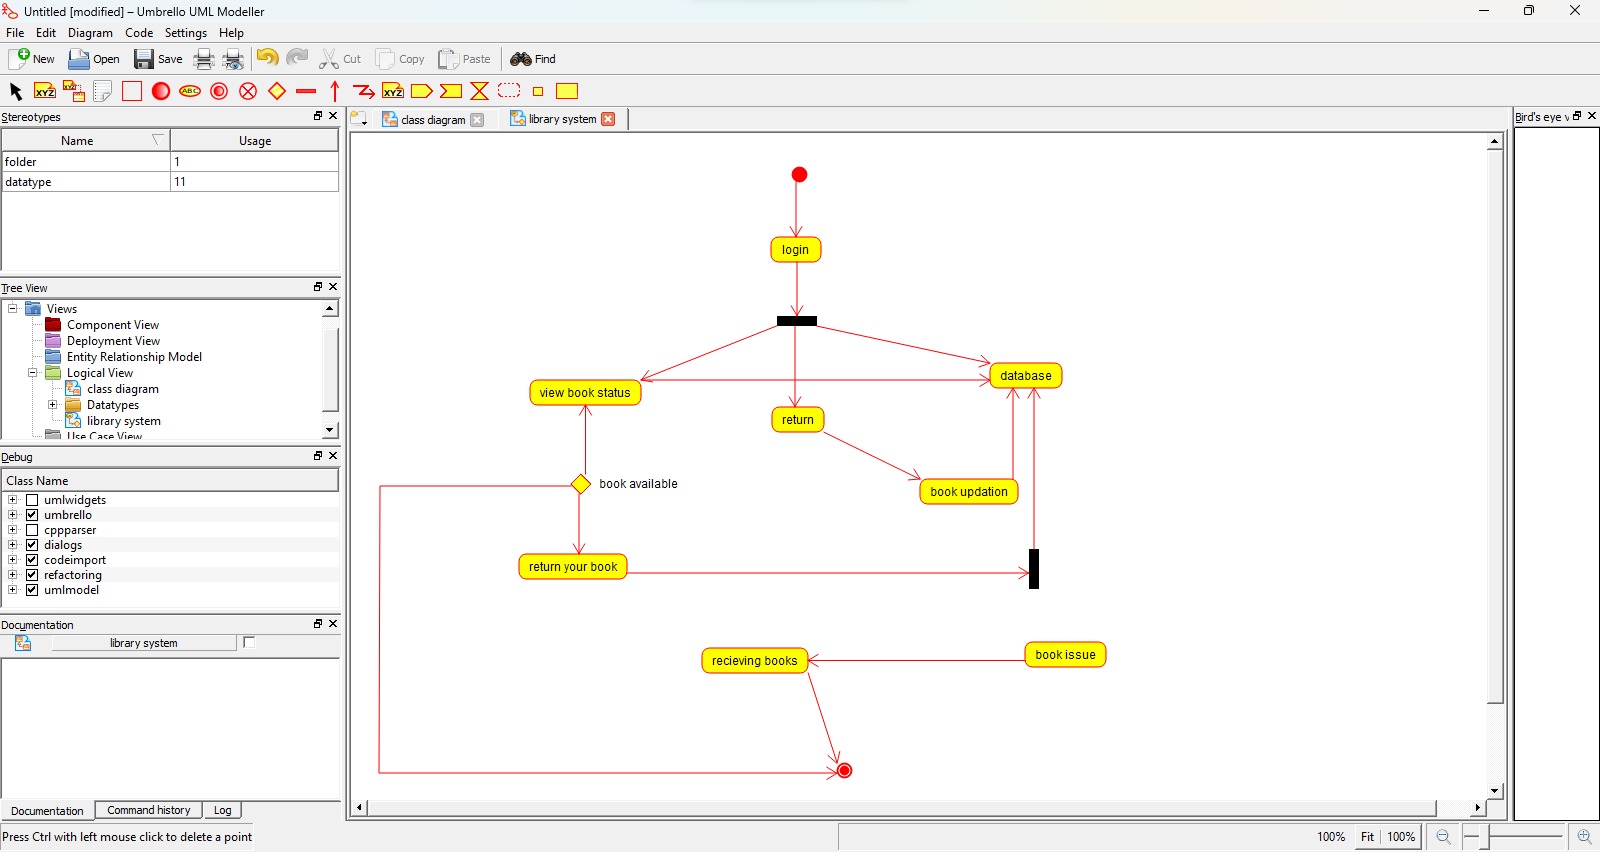 Untitled [modified] – Umbrello UML Modeller
File Edit Diagram Code Settings Help
New Open Save Cut Copy Paste Find
XYZ XYZ ABC XYZ
Stereotypes
Name Usage
folder 1
datatype 11
Tree View
Views
Component View
Deployment View
Entity Relationship Model
Logical View
class diagram
Datatypes
library system
Use Case View
Debug
Class Name
umlwidgets
umbrello
cppparser
dialogs
codeimport
refactoring
umlmodel
Documentation
library system
Documentation Command history Log
Press Ctrl with left mouse click to delete a point
class diagram library system
login
view book status
database
return
book available
book updation
return your book
recieving books
book issue
Bird's eye v
100% Fit 100%